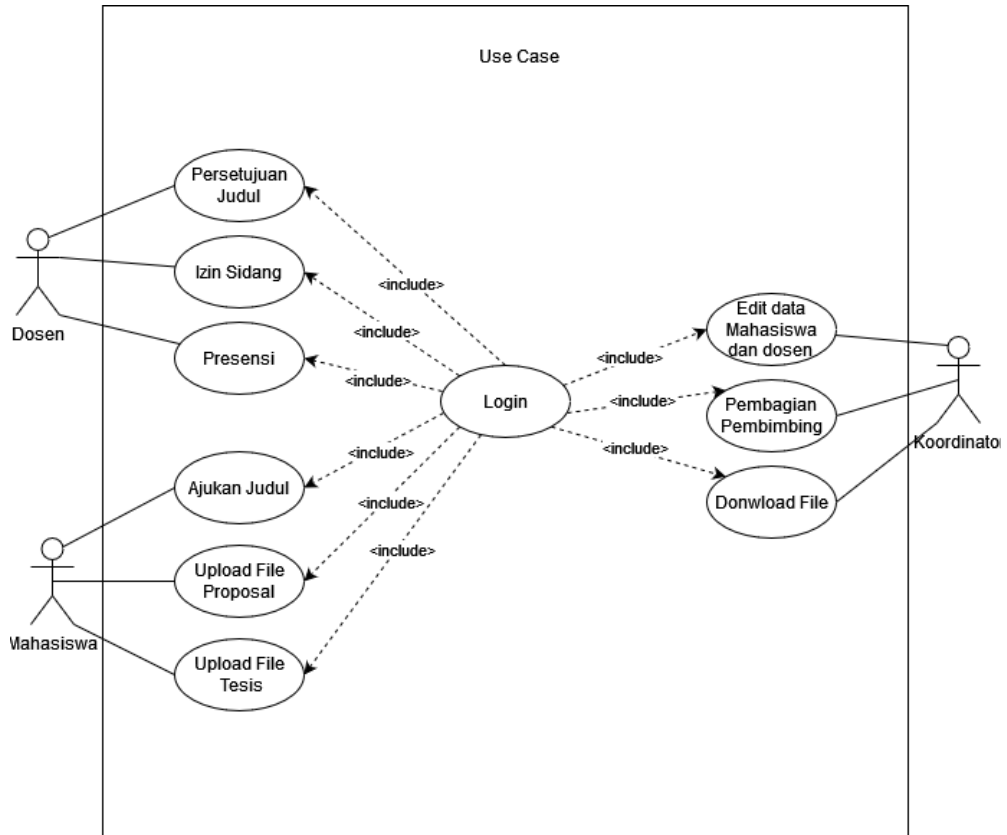 Use Case
Persetujuan
Judul
<include>
Izin Sidang
<include>
Dosen
Presensi
<include>
Login
<include>
Edit data
Mahasiswa
dan dosen
<include>
Pembagian
Pembimbing
Koordinator
<include>
Donwload File
Ajukan Judul
<include>
Upload File
Proposal
<include>
Mahasiswa
Upload File
Tesis
<include>